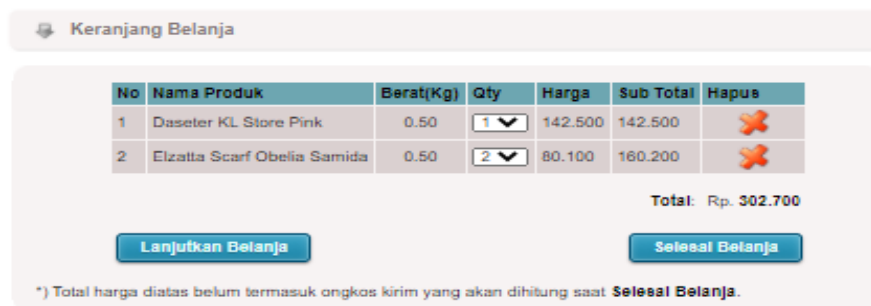 Keranjang Belanja
No Nama Produk Berat(Kg) Qty Harga Sub Total Hapus
1 Daseter KL Store Pink 0.50 1 142.500 142.500
2 Elzatta Scarf Obelia Samida 0.50 2 80.100 160.200
Total: Rp. 302.700
Lanjutkan Belanja Selesai Belanja
*) Total harga diatas belum termasuk ongkos kirim yang akan dihitung saat Selesai Belanja.